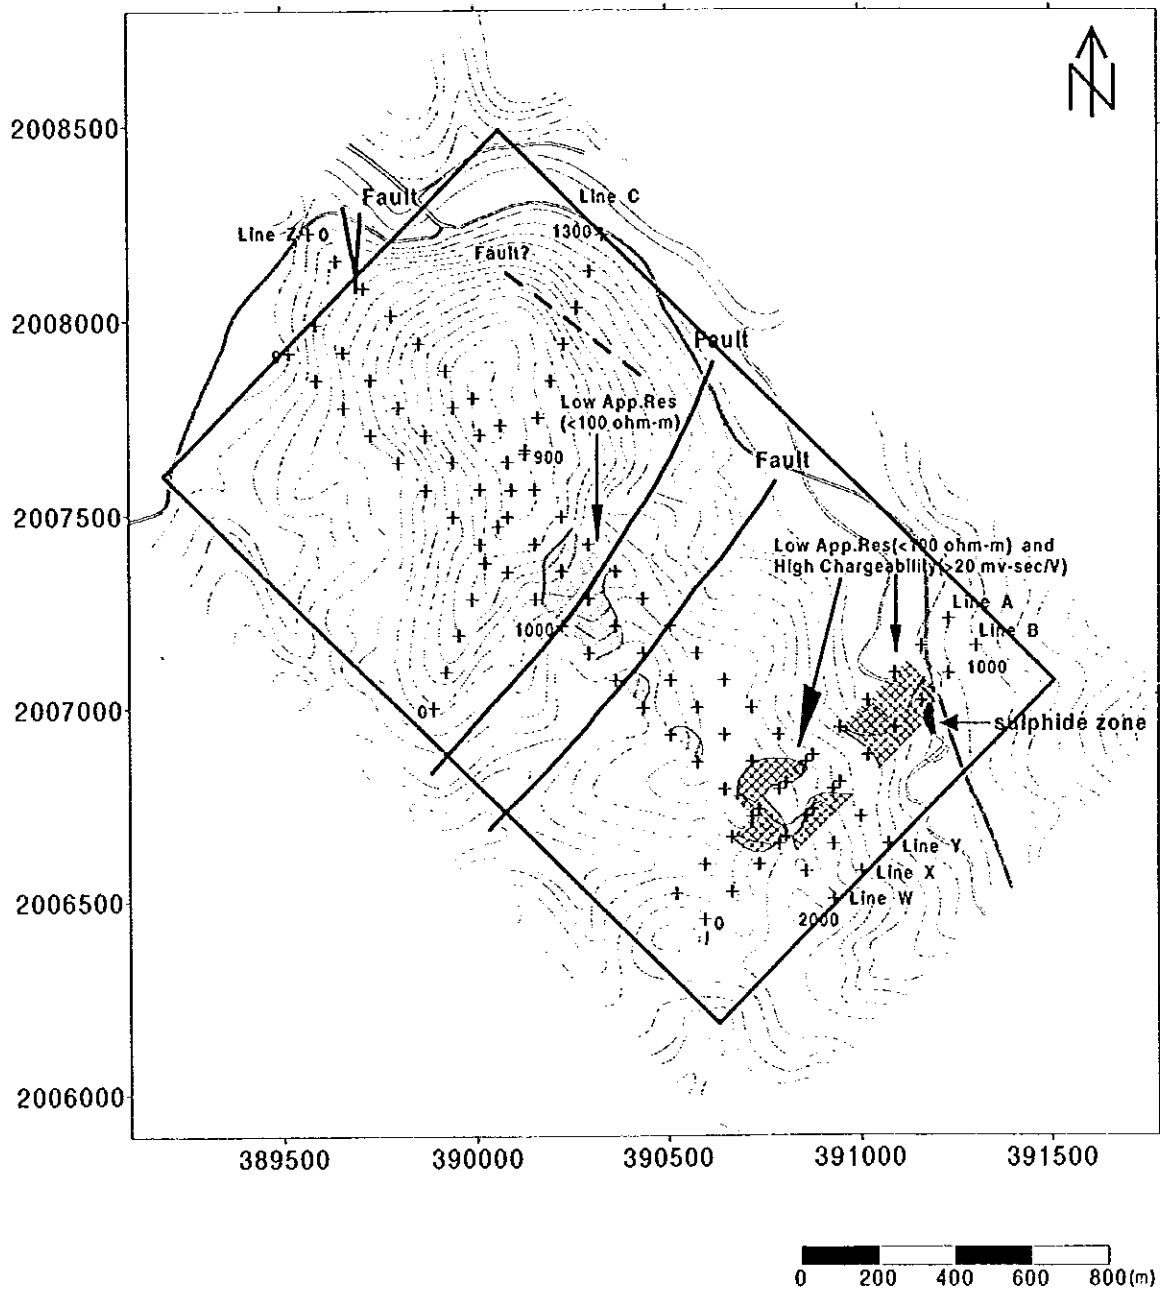 N
2008500
Fault
Line C
Line Z
0
1300
Fault?
2008000
Fault
Low App.Res
(<100 ohm-m)
900
Fault
2007500
Low App.Res(<100 ohm-m) and
High Chargeability(>20 mv-sec/V)
Line A
Line B
1000
1000
0
2007000
sulphide zone
Line Y
Line X
Line W
2006500
0
2000
2006000
389500 390000 390500 391000 391500
0 200 400 600 800(m)